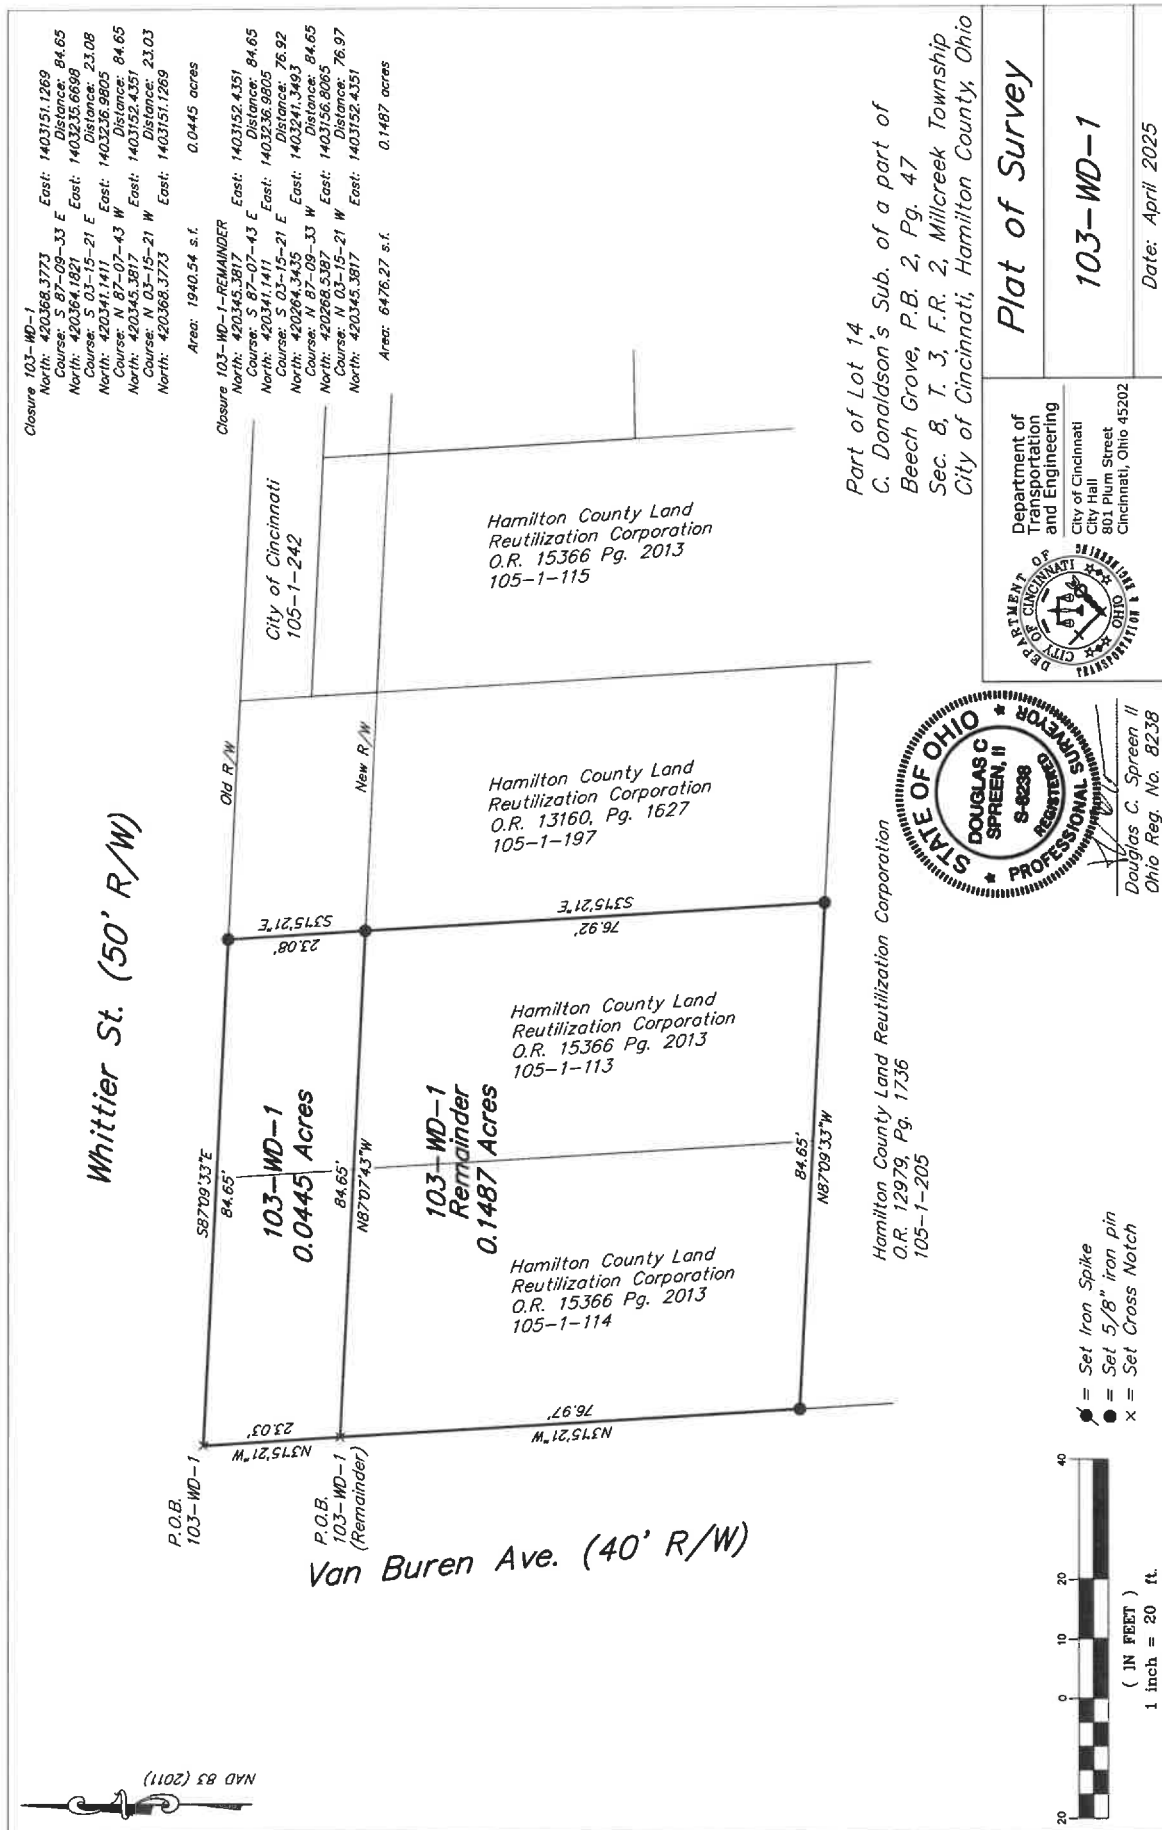 Closure 103-WD-1
North: 420368.3773 East: 1403151.1269
Course: S 87-09-33 E Distance: 84.65
North: 420364.1821 East: 1403235.6698
Course: S 03-15-21 E Distance: 23.08
North: 420341.1411 East: 1403236.9805
Course: N 87-07-43 W Distance: 84.65
North: 420345.3817 East: 1403152.4351
Course: N 03-15-21 W Distance: 23.03
North: 420368.3773 East: 1403151.1269
Area: 1940.54 s.f. 0.0445 acres
Closure 103-WD-1-REMAINDER
North: 420345.3817 East: 1403152.4351
Course: S 87-07-43 E Distance: 84.65
North: 420341.1411 East: 1403236.9805
Course: S 03-15-21 E Distance: 76.92
North: 420264.3435 East: 1403241.3493
Course: N 87-09-33 W Distance: 84.65
North: 420268.5387 East: 1403156.8065
Course: N 03-15-21 W Distance: 76.97
North: 420345.3817 East: 1403152.4351
Area: 6476.27 s.f. 0.1487 acres
Whittier St. (50' R/W)
Old R/W
New R/W
City of Cincinnati
105-1-242
Hamilton County Land
Reutilization Corporation
O.R. 15366 Pg. 2013
105-1-115
Hamilton County Land
Reutilization Corporation
O.R. 13160, Pg. 1627
105-1-197
P.O.B.
103-WD-1
S87°09'33"E
84.65'
S3°15'21"E
23.08'
N3°15'21"W
23.03'
103-WD-1
0.0445 Acres
84.65'
N87°07'43"W
P.O.B.
103-WD-1
(Remainder)
103-WD-1
Remainder
0.1487 Acres
S3°15'21"E
76.92'
76.97'
N3°15'21"W
Hamilton County Land
Reutilization Corporation
O.R. 15366 Pg. 2013
105-1-113
Hamilton County Land
Reutilization Corporation
O.R. 15366 Pg. 2013
105-1-114
84.65'
N87°09'33"W
Van Buren Ave. (40' R/W)
Hamilton County Land Reutilization Corporation
O.R. 12979, Pg. 1736
105-1-205
NAD 83 (2011)
Part of Lot 14
C. Donaldson's Sub. of a part of
Beech Grove, P.B. 2, Pg. 47
Sec. 8, T. 3, F.R. 2, Millcreek Township
City of Cincinnati, Hamilton County, Ohio
= Set Iron Spike
= Set 5/8" iron pin
x = Set Cross Notch
20 0 10 20 40
( IN FEET )
1 inch = 20 ft.
STATE OF OHIO
DOUGLAS C
SPREEN, II
S-8238
REGISTERED
PROFESSIONAL SURVEYOR
Douglas C. Spreen II
Ohio Reg. No. 8238
DEPARTMENT OF
TRANSPORTATION & ENGINEERING
CITY OF CINCINNATI
OHIO
Department of
Transportation
and Engineering
City of Cincinnati
City Hall
801 Plum Street
Cincinnati, Ohio 45202
Plat of Survey
103-WD-1
Date: April 2025